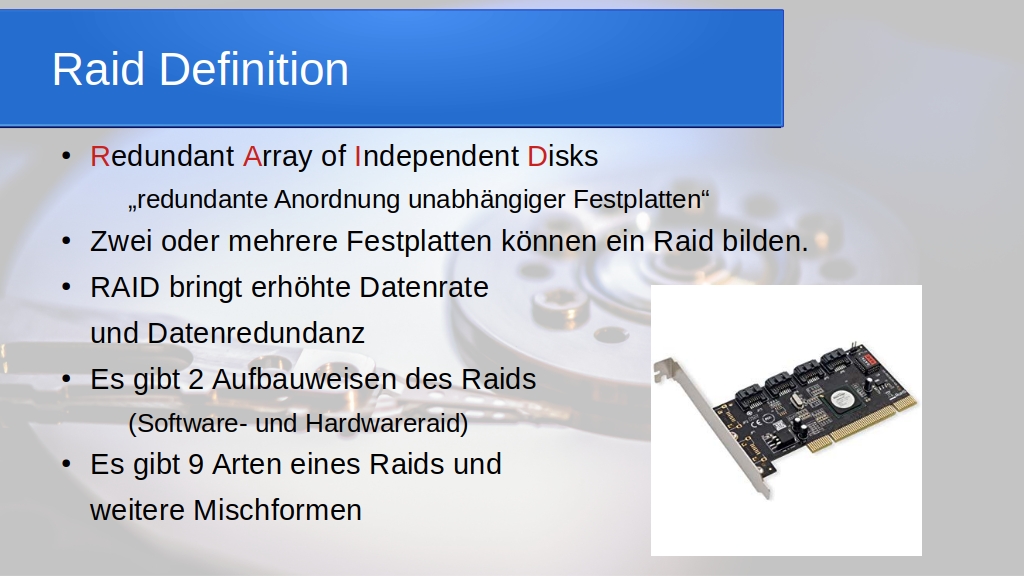 Raid Definition
• Redundant Array of Independent Disks
„redundante Anordnung unabhängiger Festplatten“
• Zwei oder mehrere Festplatten können ein Raid bilden.
• RAID bringt erhöhte Datenrate
und Datenredundanz
• Es gibt 2 Aufbauweisen des Raids
(Software- und Hardwareraid)
• Es gibt 9 Arten eines Raids und
weitere Mischformen